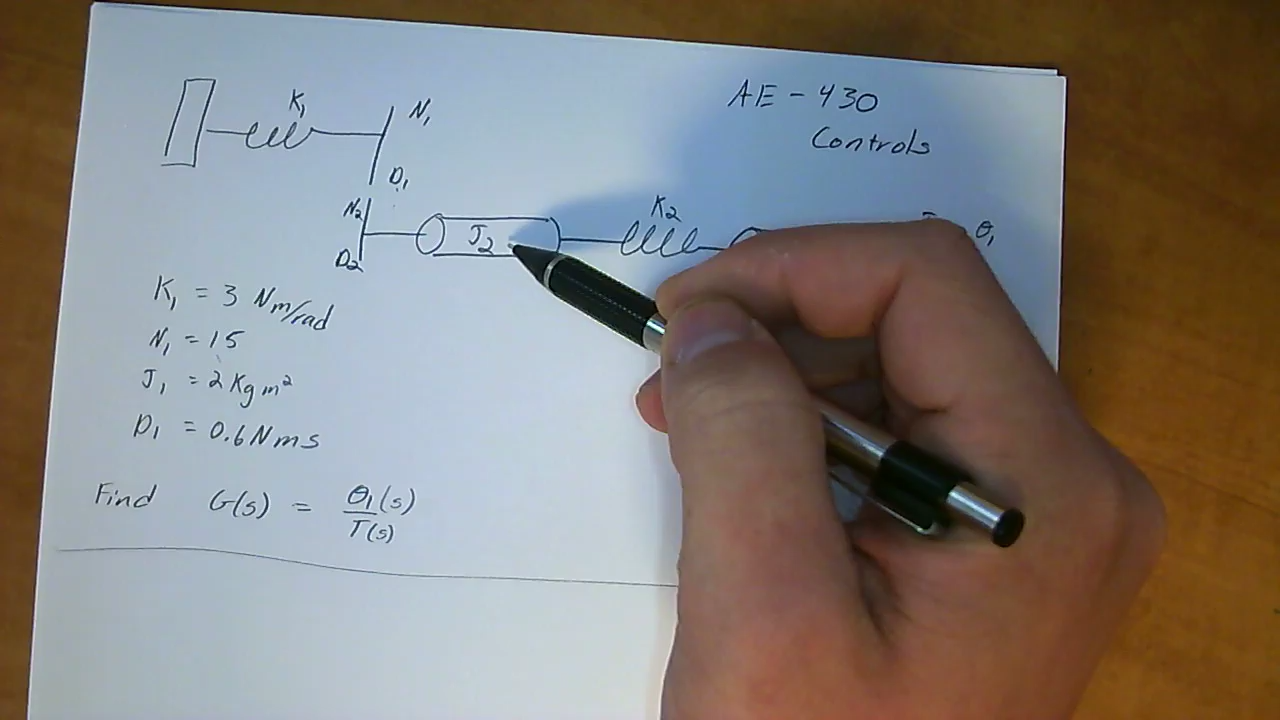 AE - 430
Controls
K₁
N₁
D₁
N₂
D₂
J₂
K₂
θ₁
K₁ = 3 Nm/rad
N₁ = 15
J₁ = 2 Kg m²
D₁ = 0.6 N m s
Find G(s) = θ₁(s)
T(s)